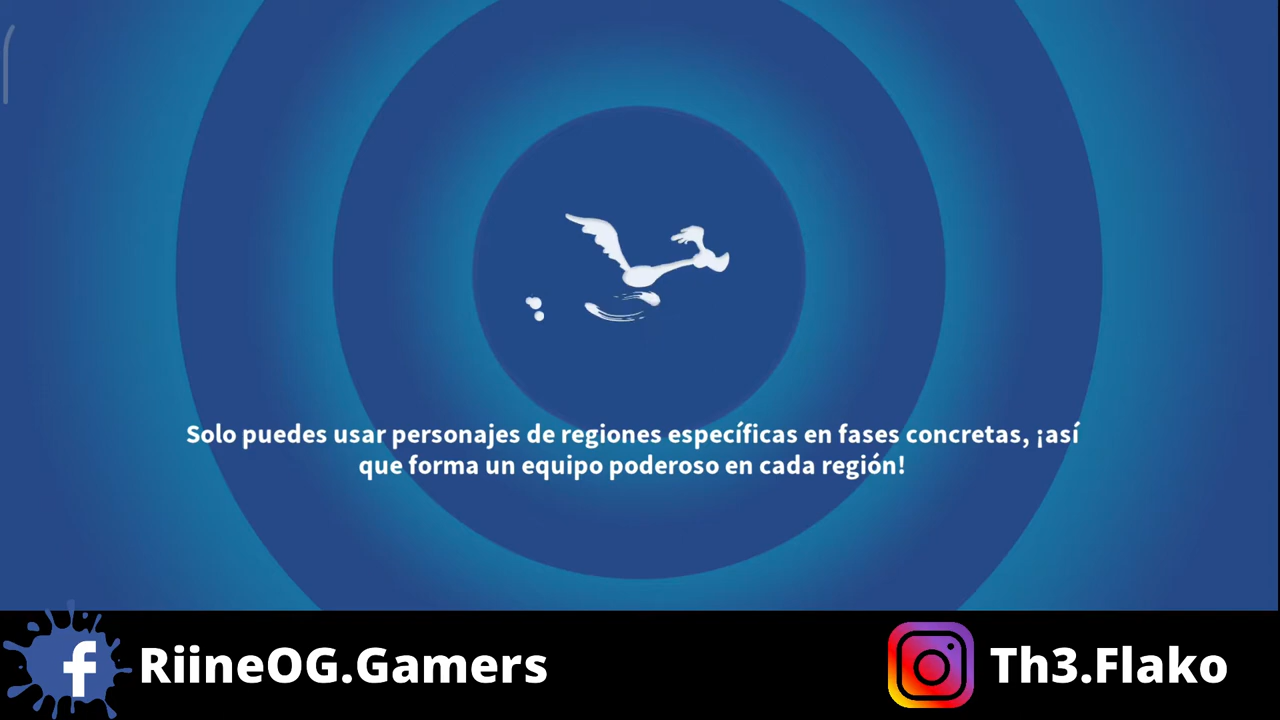 Solo puedes usar personajes de regiones específicas en fases concretas, ¡así
que forma un equipo poderoso en cada región!
f RiineOG.Gamers
Th3.Flako